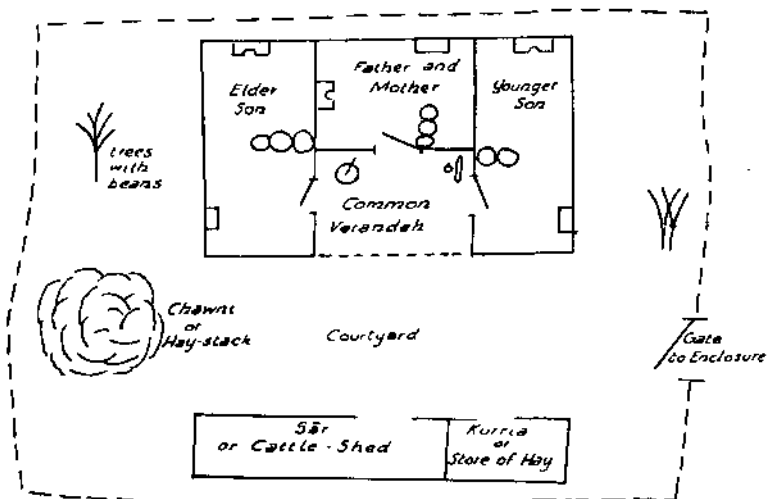 Elder
Son
Father and
Mother
Younger
Son
trees
with
beans
Common
Verandah
Chawni
or
Hay-stack
Courtyard
Gate
to Enclosure
Sār
or Cattle-Shed
Kurria
or
Store of Hay